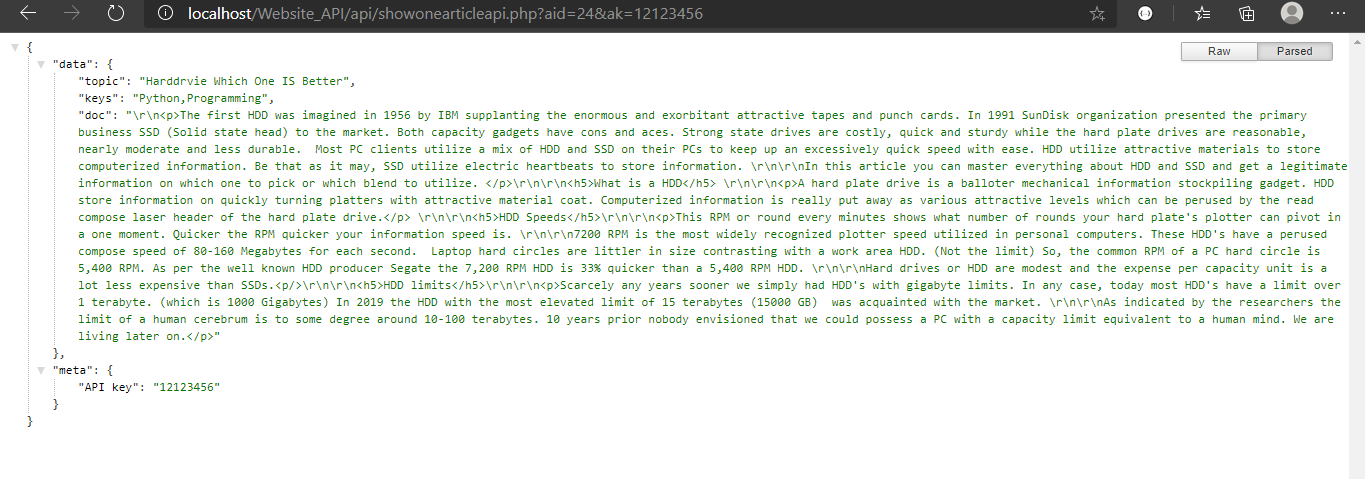 localhost/Website_API/api/showonearticleapi.php?aid=24&ak=12123456
Raw Parsed
{
"data": {
"topic": "Harddrvie Which One IS Better",
"keys": "Python,Programming",
"doc": "\r\n<p>The first HDD was imagined in 1956 by IBM supplanting the enormous and exorbitant attractive tapes and punch cards. In 1991 SunDisk organization presented the primary
business SSD (Solid state head) to the market. Both capacity gadgets have cons and aces. Strong state drives are costly, quick and sturdy while the hard plate drives are reasonable,
nearly moderate and less durable.  Most PC clients utilize a mix of HDD and SSD on their PCs to keep up an excessively quick speed with ease. HDD utilize attractive materials to store
computerized information. Be that as it may, SSD utilize electric heartbeats to store information. \r\n\r\nIn this article you can master everything about HDD and SSD and get a legitimate
information on which one to pick or which blend to utilize. </p>\r\n\r\n<h5>What is a HDD</h5> \r\n\r\n<p>A hard plate drive is a balloter mechanical information stockpiling gadget. HDD
store information on quickly turning platters with attractive material coat. Computerized information is really put away as various attractive levels which can be perused by the read
compose laser header of the hard plate drive.</p> \r\n\r\n<h5>HDD Speeds</h5>\r\n\r\n<p>This RPM or round every minutes shows what number of rounds your hard plate's plotter can pivot in
a one moment. Quicker the RPM quicker your information speed is. \r\n\r\n7200 RPM is the most widely recognized plotter speed utilized in personal computers. These HDD's have a perused
compose speed of 80-160 Megabytes for each second.  Laptop hard circles are littler in size contrasting with a work area HDD. (Not the limit) So, the common RPM of a PC hard circle is
5,400 RPM. As per the well known HDD producer Segate the 7,200 RPM HDD is 33% quicker than a 5,400 RPM HDD. \r\n\r\nHard drives or HDD are modest and the expense per capacity unit is a
lot less expensive than SSDs.<p/>\r\n\r\n<h5>HDD limits</h5>\r\n\r\n<p>Scarcely any years sooner we simply had HDD's with gigabyte limits. In any case, today most HDD's have a limit over
1 terabyte. (which is 1000 Gigabytes) In 2019 the HDD with the most elevated limit of 15 terabytes (15000 GB)  was acquainted with the market. \r\n\r\nAs indicated by the researchers the
limit of a human cerebrum is to some degree around 10-100 terabytes. 10 years prior nobody envisioned that we could possess a PC with a capacity limit equivalent to a human mind. We are
living later on.</p>"
},
"meta": {
"API key": "12123456"
}
}